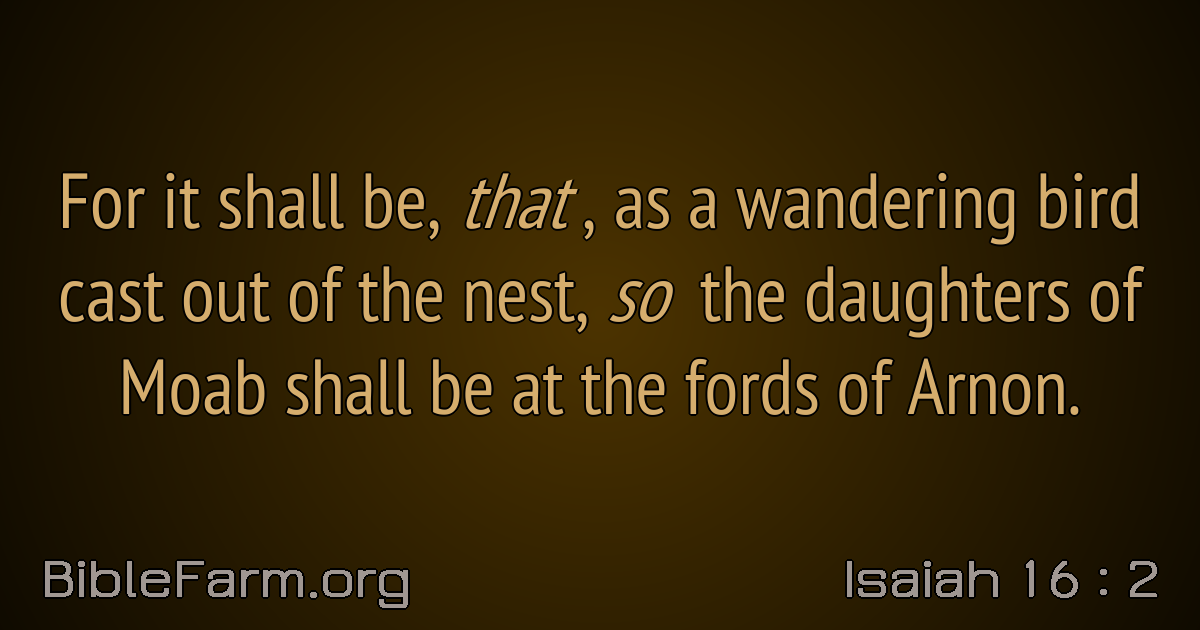 For it shall be, that , as a wandering bird
cast out of the nest, so the daughters of
Moab shall be at the fords of Arnon.
BibleFarm.org
Isaiah 16 : 2